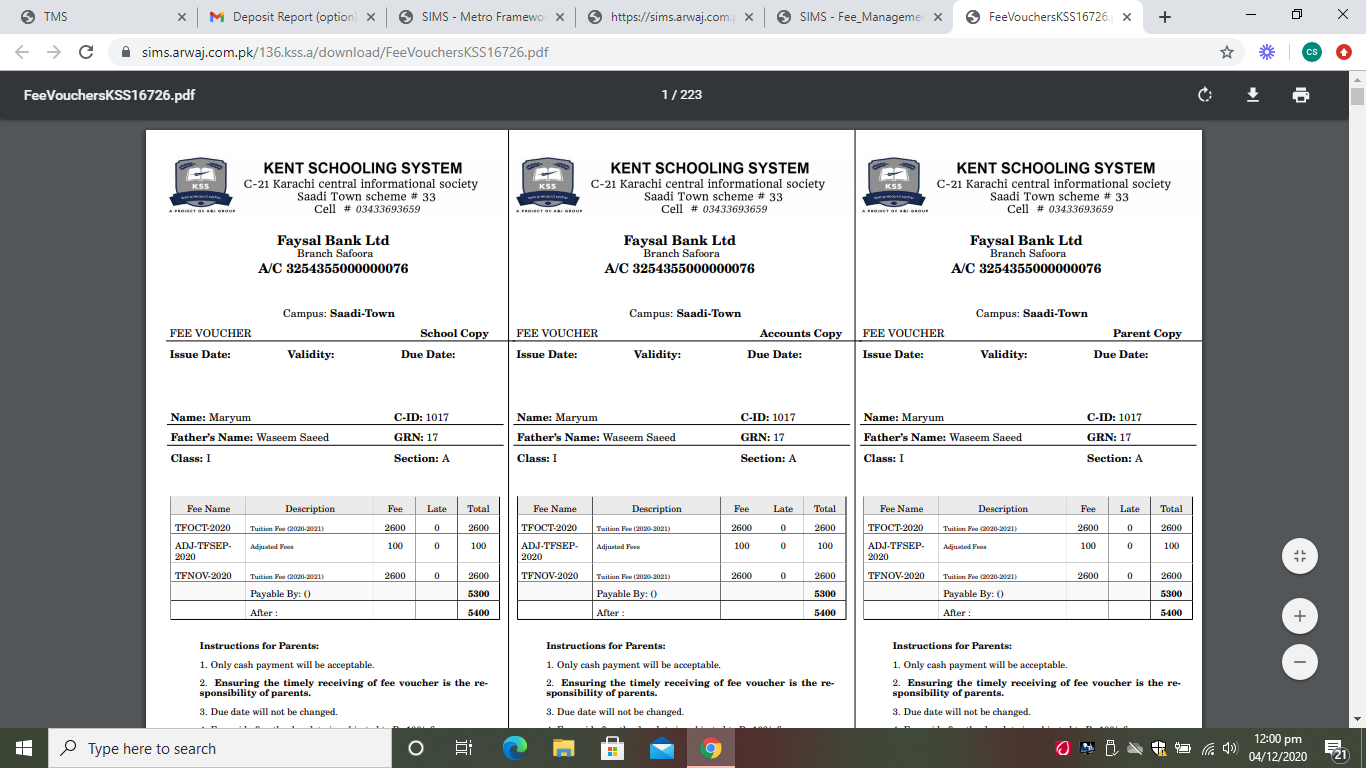 TMS
Deposit Report (option
SIMS - Metro Framewo
https://sims.arwaj.com.
SIMS - Fee_Manageme
FeeVouchersKSS16726.
sims.arwaj.com.pk/136.kss.a/download/FeeVouchersKSS16726.pdf
CS
FeeVouchersKSS16726.pdf
1 / 223
KSS
A PROJECT OF A&I GROUP
KENT SCHOOLING SYSTEM
C-21 Karachi central informational society
Saadi Town scheme # 33
Cell # 03433693659
Faysal Bank Ltd
Branch Safoora
A/C 3254355000000076
Campus: Saadi-Town
FEE VOUCHER School Copy
Issue Date: Validity: Due Date:
Name: Maryum C-ID: 1017
Father's Name: Waseem Saeed GRN: 17
Class: I Section: A
Fee Name Description Fee Late Total
TFOCT-2020 Tuition Fee (2020-2021) 2600 0 2600
ADJ-TFSEP- Adjusted Fees 100 0 100
2020
TFNOV-2020 Tuition Fee (2020-2021) 2600 0 2600
Payable By: () 5300
After : 5400
Instructions for Parents:
1. Only cash payment will be acceptable.
2. Ensuring the timely receiving of fee voucher is the re-
sponsibility of parents.
3. Due date will not be changed.
KSS
A PROJECT OF A&I GROUP
KENT SCHOOLING SYSTEM
C-21 Karachi central informational society
Saadi Town scheme # 33
Cell # 03433693659
Faysal Bank Ltd
Branch Safoora
A/C 3254355000000076
Campus: Saadi-Town
FEE VOUCHER Accounts Copy
Issue Date: Validity: Due Date:
Name: Maryum C-ID: 1017
Father's Name: Waseem Saeed GRN: 17
Class: I Section: A
Fee Name Description Fee Late Total
TFOCT-2020 Tuition Fee (2020-2021) 2600 0 2600
ADJ-TFSEP- Adjusted Fees 100 0 100
2020
TFNOV-2020 Tuition Fee (2020-2021) 2600 0 2600
Payable By: () 5300
After : 5400
Instructions for Parents:
1. Only cash payment will be acceptable.
2. Ensuring the timely receiving of fee voucher is the re-
sponsibility of parents.
3. Due date will not be changed.
KSS
A PROJECT OF A&I GROUP
KENT SCHOOLING SYSTEM
C-21 Karachi central informational society
Saadi Town scheme # 33
Cell # 03433693659
Faysal Bank Ltd
Branch Safoora
A/C 3254355000000076
Campus: Saadi-Town
FEE VOUCHER Parent Copy
Issue Date: Validity: Due Date:
Name: Maryum C-ID: 1017
Father's Name: Waseem Saeed GRN: 17
Class: I Section: A
Fee Name Description Fee Late Total
TFOCT-2020 Tuition Fee (2020-2021) 2600 0 2600
ADJ-TFSEP- Adjusted Fees 100 0 100
2020
TFNOV-2020 Tuition Fee (2020-2021) 2600 0 2600
Payable By: () 5300
After : 5400
Instructions for Parents:
1. Only cash payment will be acceptable.
2. Ensuring the timely receiving of fee voucher is the re-
sponsibility of parents.
3. Due date will not be changed.
Type here to search
12:00 pm
04/12/2020
21